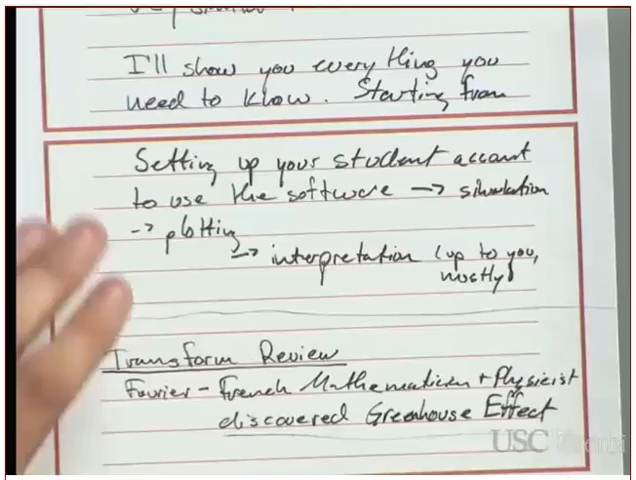 I'll show you everything you
need to know. Starting from
Setting up your student account
to use the software → simulation
-> plotting
→ interpretation (up to you,
mostly)
Transform Review
Fourier - French Mathematician + Physicist
discovered Greenhouse Effect
USC